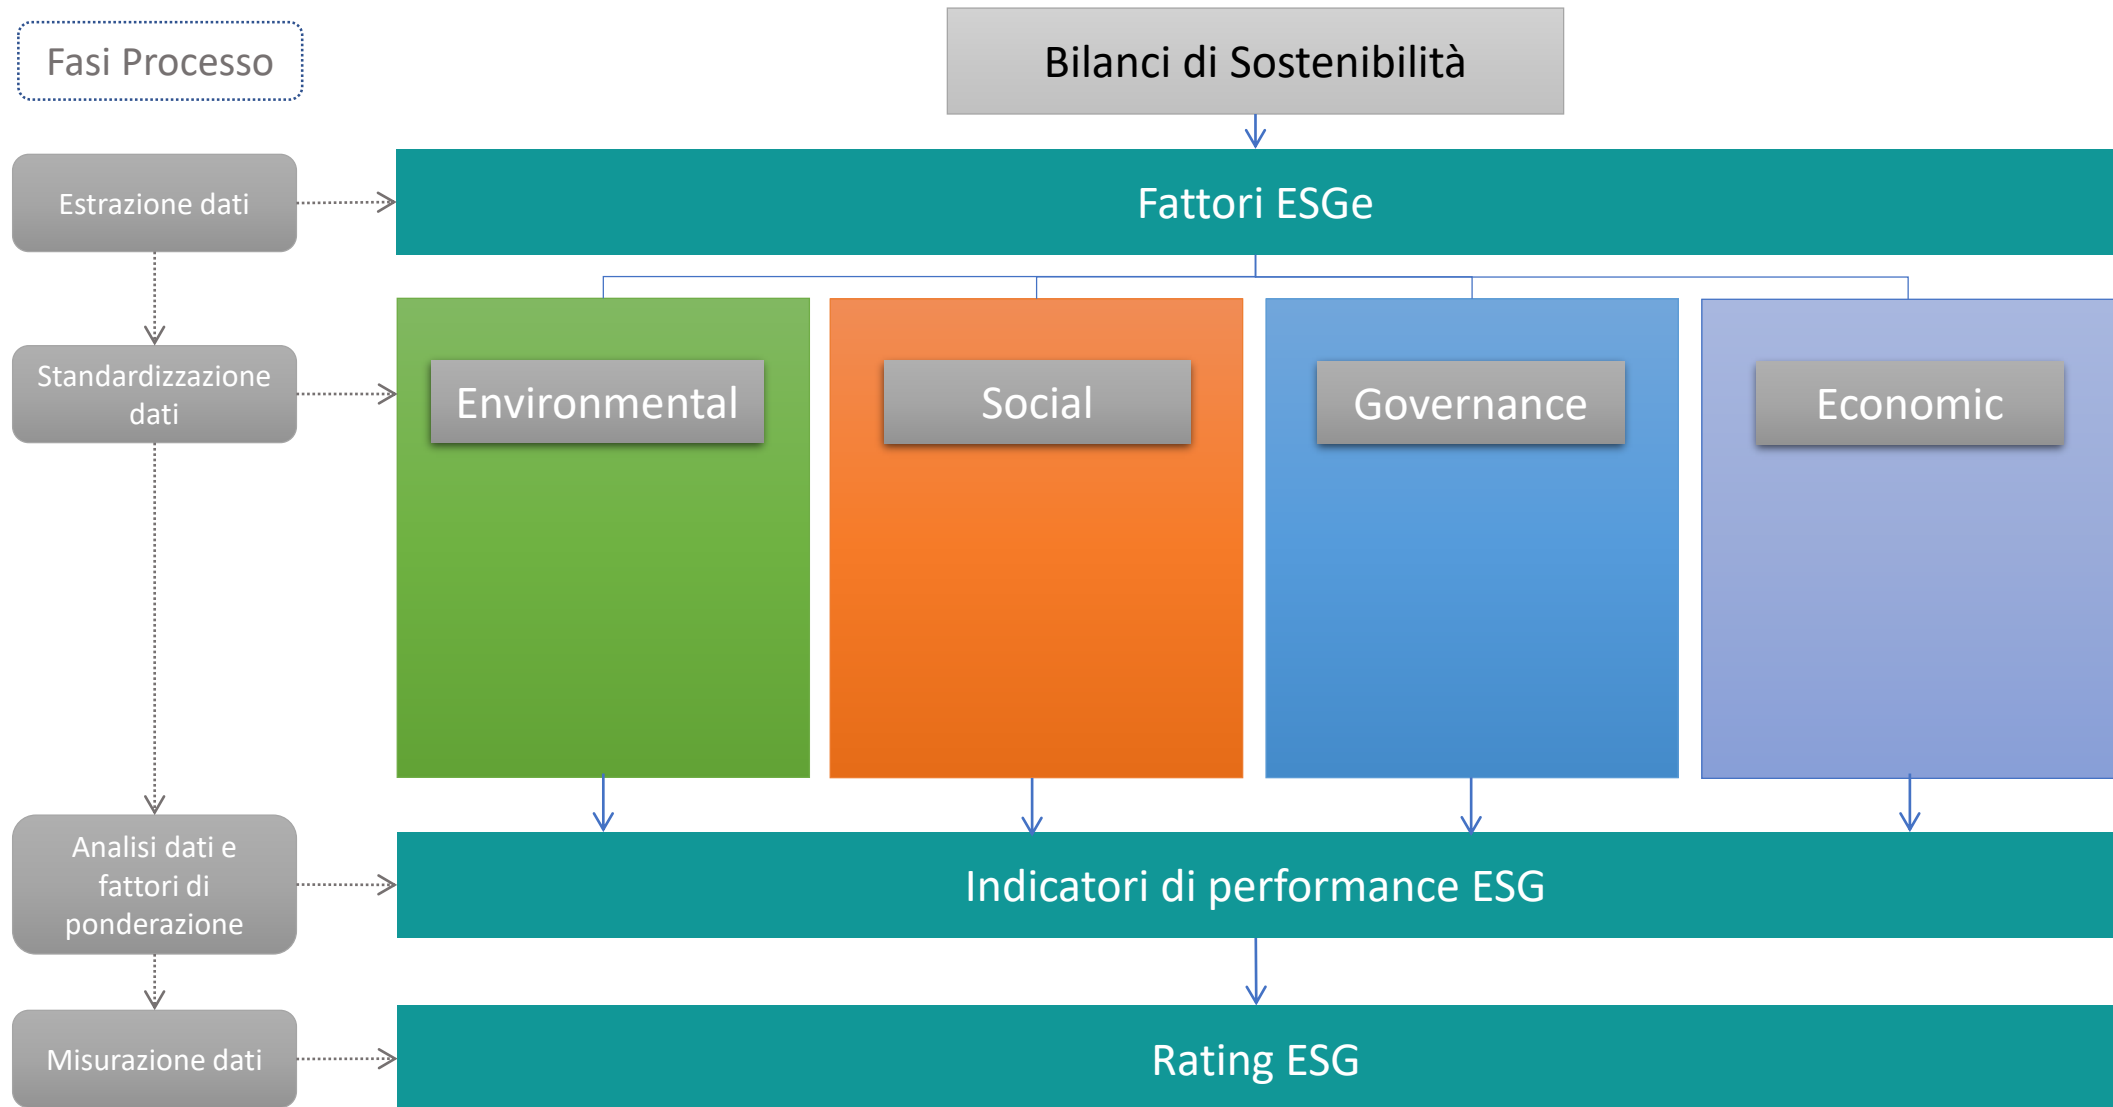 Fasi Processo
Bilanci di Sostenibilità
Estrazione dati
Fattori ESGe
Standardizzazione
dati
Environmental
Social
Governance
Economic
Analisi dati e
fattori di
ponderazione
Indicatori di performance ESG
Misurazione dati
Rating ESG